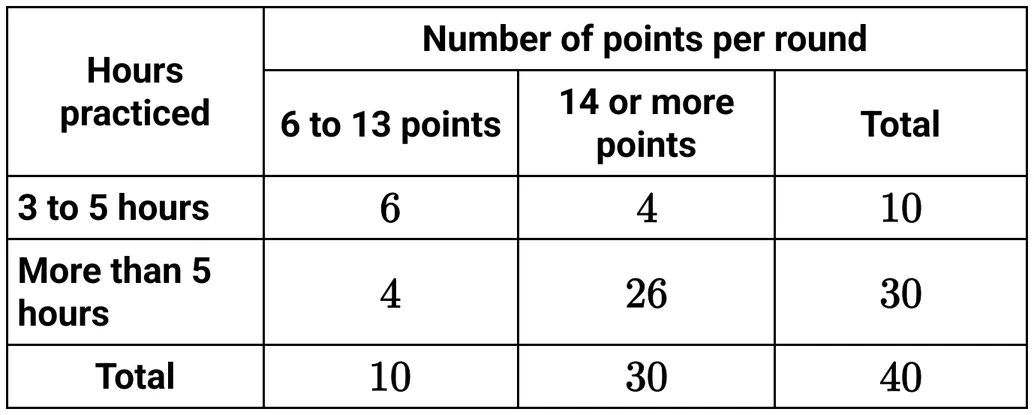 Hours
practiced
Number of points per round
6 to 13 points
14 or more
points
Total
3 to 5 hours
6
4
10
More than 5
hours
4
26
30
Total
10
30
40